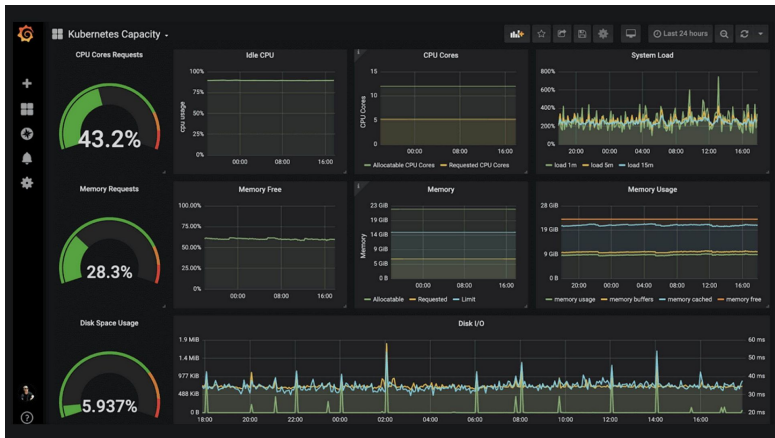 Kubernetes Capacity
Last 24 hours
CPU Cores Requests
43.2%
Idle CPU
100%
75%
50%
25%
0%
cpu usage
00:00 08:00 16:00
CPU Cores
15
10
5
0
CPU Cores
00:00 08:00 16:00
Allocatable CPU Cores Requested CPU Cores
System Load
800%
600%
400%
200%
0%
20:00 00:00 04:00 08:00 12:00 16:00
load 1m load 5m load 15m
Memory Requests
28.3%
Memory Free
100.00%
75.00%
50.00%
25.00%
0%
00:00 08:00 16:00
Memory
23 GiB
19 GiB
14 GiB
9 GiB
5 GiB
0 B
Memory
00:00 08:00 16:00
Allocatable Requested Limit
Memory Usage
28 GiB
19 GiB
9 GiB
0 B
20:00 00:00 04:00 08:00 12:00 16:00
memory usage memory buffers memory cached memory free
Disk Space Usage
5.937%
Disk I/O
1.9 MiB
1.4 MiB
977 KiB
488 KiB
0 B
60 ms
50 ms
40 ms
30 ms
20 ms
18:00 20:00 22:00 00:00 02:00 04:00 06:00 08:00 10:00 12:00 14:00 16:00